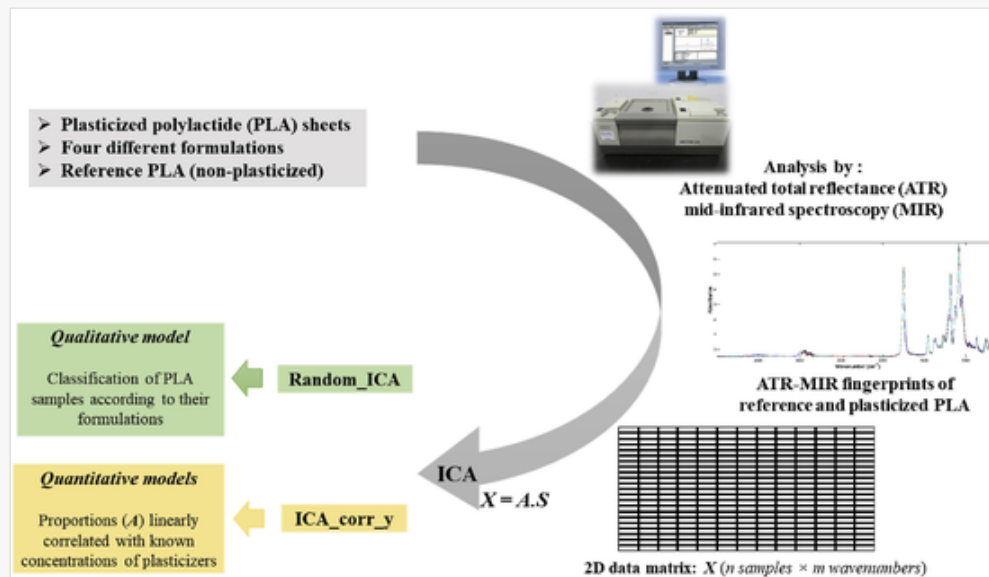 ➢ Plasticized polylactide (PLA) sheets
➢ Four different formulations
➢ Reference PLA (non-plasticized)
Analysis by :
Attenuated total reflectance (ATR)
mid-infrared spectroscopy (MIR)
ATR-MIR fingerprints of
reference and plasticized PLA
2D data matrix: X (n samples × m wavenumbers)
ICA
X = A.S
Random_ICA
Qualitative model
Classification of PLA
samples according to their
formulations
ICA_corr_y
Quantitative models
Proportions (A) linearly
correlated with known
concentrations of plasticizers